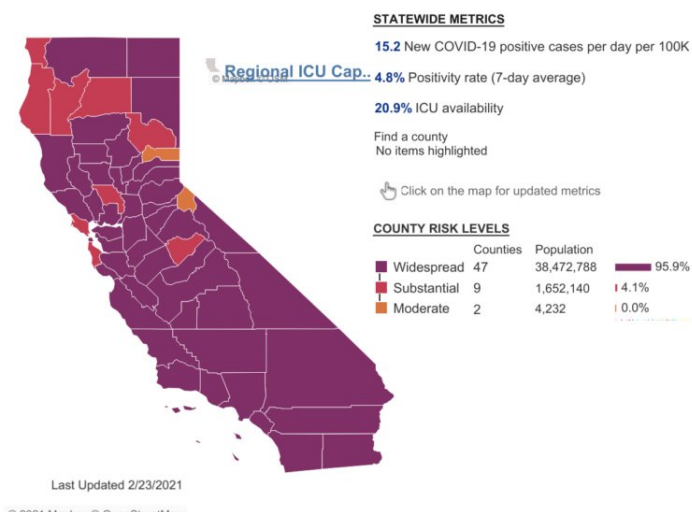 STATEWIDE METRICS
15.2 New COVID-19 positive cases per day per 100K
Regional ICU Cap..
4.8% Positivity rate (7-day average)
20.9% ICU availability
Find a county
No items highlighted
Click on the map for updated metrics
COUNTY RISK LEVELS
Counties Population
Widespread 47 38,472,788 95.9%
Substantial 9 1,652,140 4.1%
Moderate 2 4,232 0.0%
Last Updated 2/23/2021